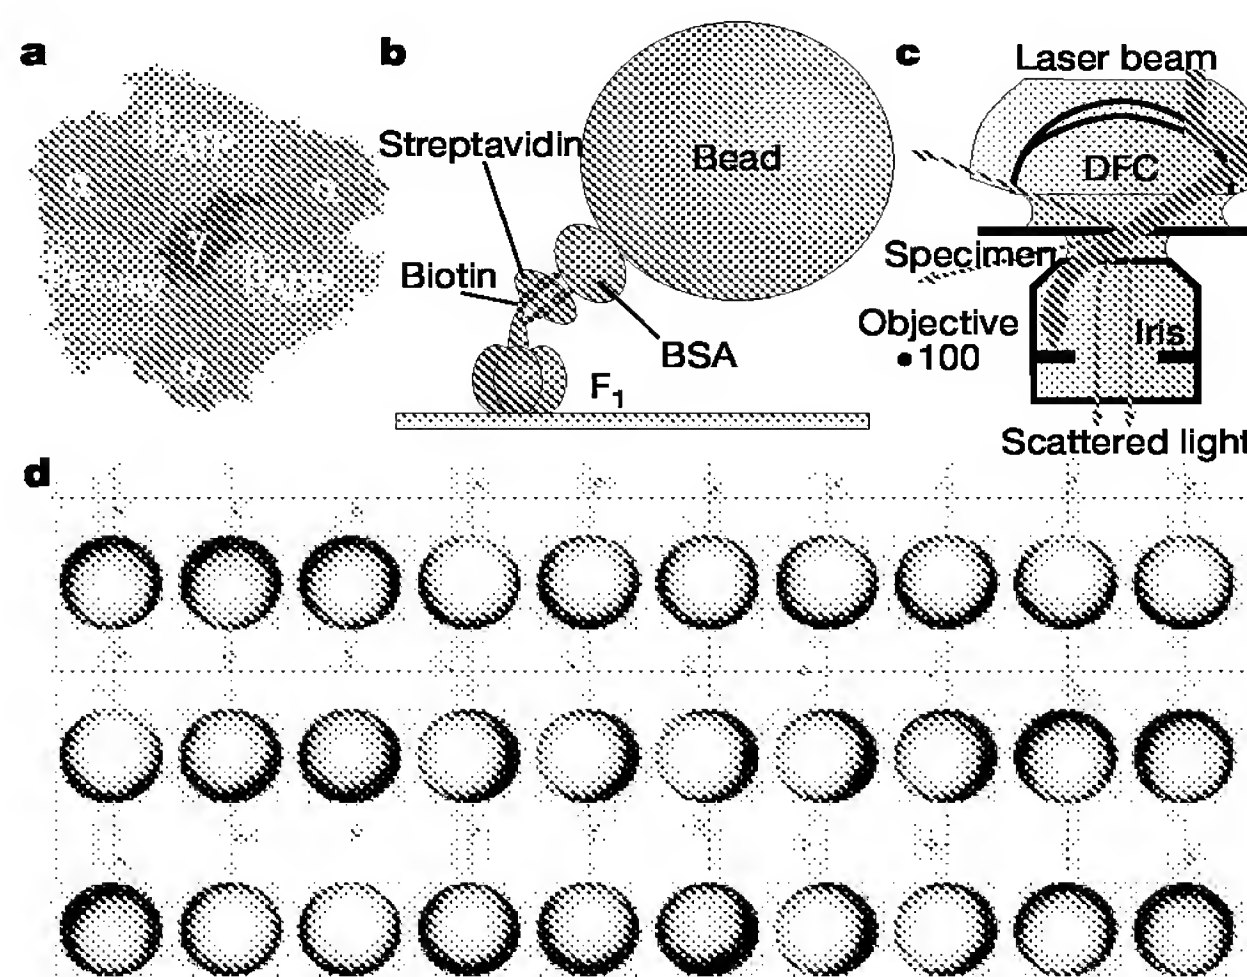 a
b
c
Laser beam
Streptavidin
Bead
DFC
Biotin
Specimen
Objective
•100
Iris
BSA
F1
Scattered light
d